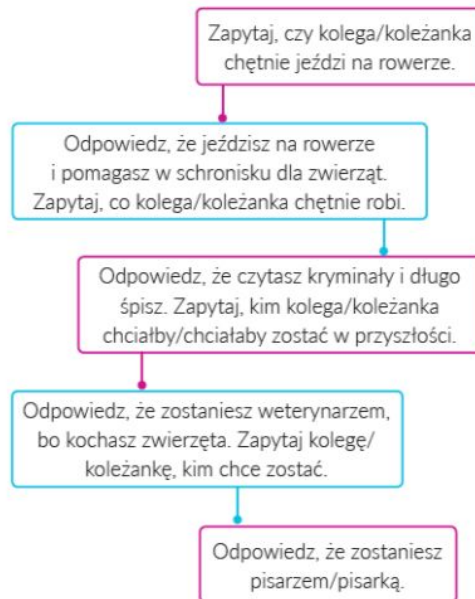 Zapytaj, czy kolega/koleżanka
chętnie jeździ na rowerze.
Odpowiedz, że jeździsz na rowerze
i pomagasz w schronisku dla zwierząt.
Zapytaj, co kolega/koleżanka chętnie robi.
Odpowiedz, że czytasz kryminały i długo
śpisz. Zapytaj, kim kolega/koleżanka
chciałby/chciałaby zostać w przyszłości.
Odpowiedz, że zostaniesz weterynarzem,
bo kochasz zwierzęta. Zapytaj kolegę/
koleżankę, kim chce zostać.
Odpowiedz, że zostaniesz
pisarzem/pisarką.